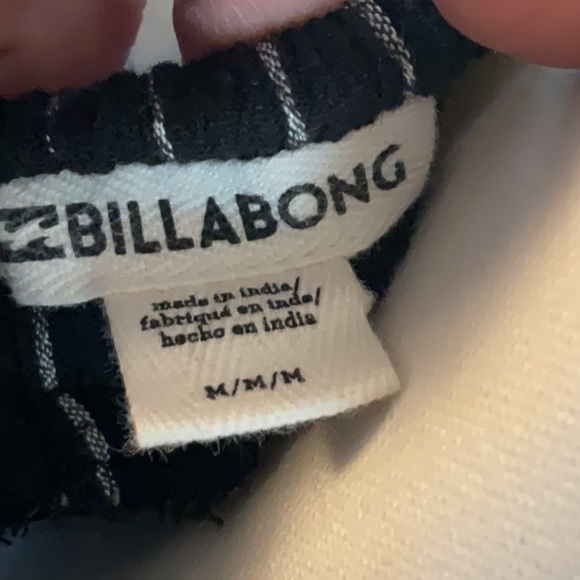 BILLABONG
made in india/
fabriqué en inde/
hecho en india
M/M/M